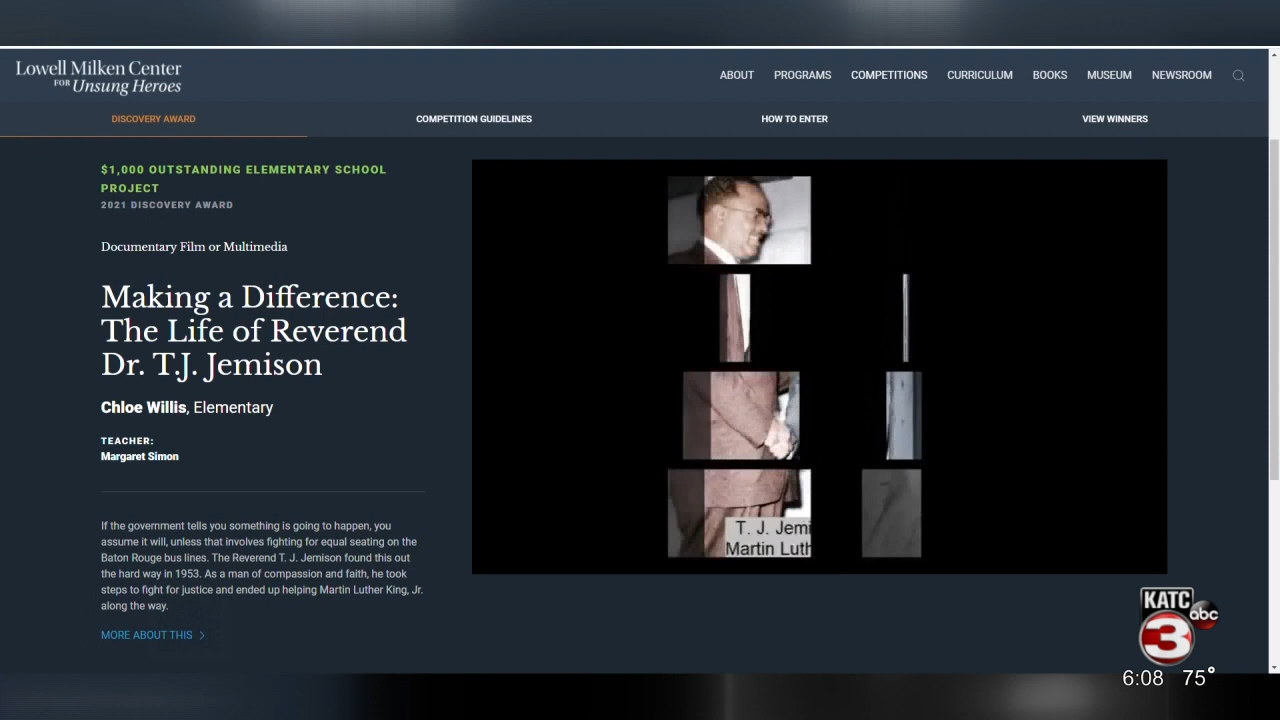 Lowell Milken Center
FOR Unsung Heroes
ABOUT PROGRAMS COMPETITIONS CURRICULUM BOOKS MUSEUM NEWSROOM
DISCOVERY AWARD COMPETITION GUIDELINES HOW TO ENTER VIEW WINNERS
$1,000 OUTSTANDING ELEMENTARY SCHOOL
PROJECT
2021 DISCOVERY AWARD
Documentary Film or Multimedia
Making a Difference:
The Life of Reverend
Dr. T.J. Jemison
Chloe Willis, Elementary
TEACHER:
Margaret Simon
If the government tells you something is going to happen, you
assume it will, unless that involves fighting for equal seating on the
Baton Rouge bus lines. The Reverend T. J. Jemison found this out
the hard way in 1953. As a man of compassion and faith, he took
steps to fight for justice and ended up helping Martin Luther King, Jr.
along the way.
MORE ABOUT THIS
T. J. Jemi
Martin Luth
KATC
abc
3
6:08 75°